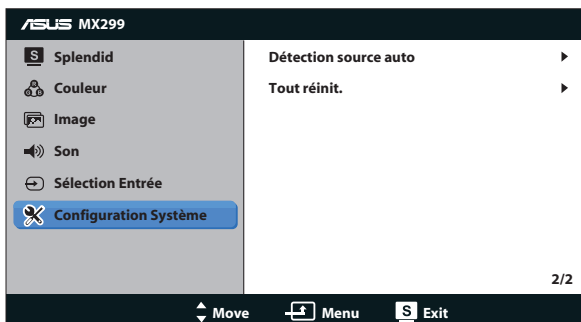 ASUS MX299
S Splendid
Couleur
Image
Son
Sélection Entrée
Configuration Système
Détection source auto
Tout réinit.
2/2
Move Menu S Exit